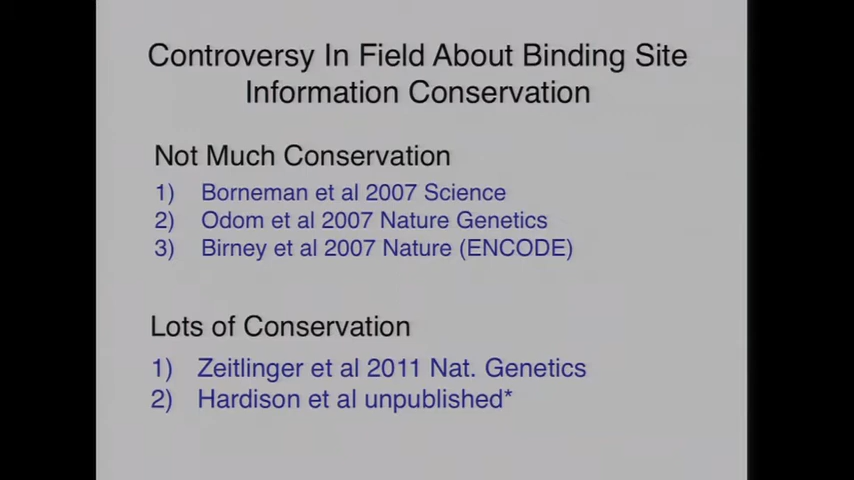 Controversy In Field About Binding Site
Information Conservation
Not Much Conservation
1) Borneman et al 2007 Science
2) Odom et al 2007 Nature Genetics
3) Birney et al 2007 Nature (ENCODE)
Lots of Conservation
1) Zeitlinger et al 2011 Nat. Genetics
2) Hardison et al unpublished*